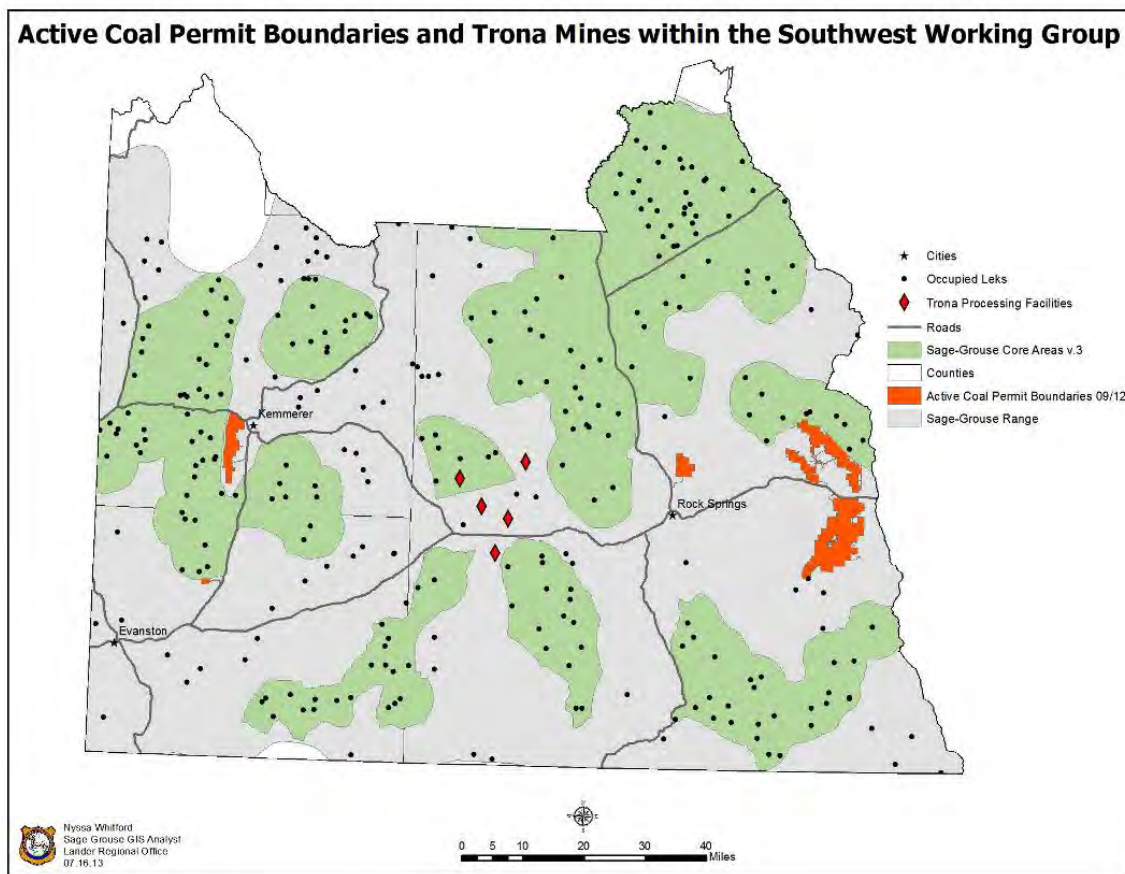 Active Coal Permit Boundaries and Trona Mines within the Southwest Working Group
Cities
Occupied Leks
Trona Processing Facilities
Roads
Sage-Grouse Core Areas v.3
Counties
Active Coal Permit Boundaries 09/12
Sage-Grouse Range
Kemmerer
Rock Springs
Evanston
Nyssa Whitford
Sage Grouse GIS Analyst
Lander Regional Office
07.16.13
0 5 10 20 30 40
Miles